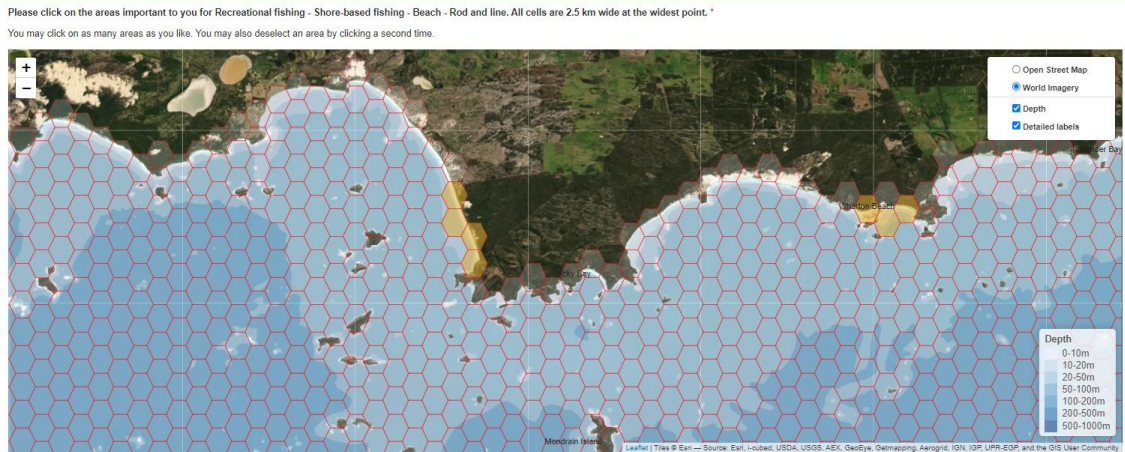 Please click on the areas important to you for Recreational fishing - Shore-based fishing - Beach - Rod and line. All cells are 2.5 km wide at the widest point. *
You may click on as many areas as you like. You may also deselect an area by clicking a second time.
+
−
Open Street Map
World Imagery
Depth
Detailed labels
Bay
Wharton Beach
Bay
Depth
0-10m
10-20m
20-50m
50-100m
100-200m
200-500m
500-1000m
Mondrain Island
Leaflet | Tiles © Esri — Source: Esri, i-cubed, USDA, USGS, AEX, GeoEye, Getmapping, Aerogrid, IGN, IGP, UPR-EGP, and the GIS User Community